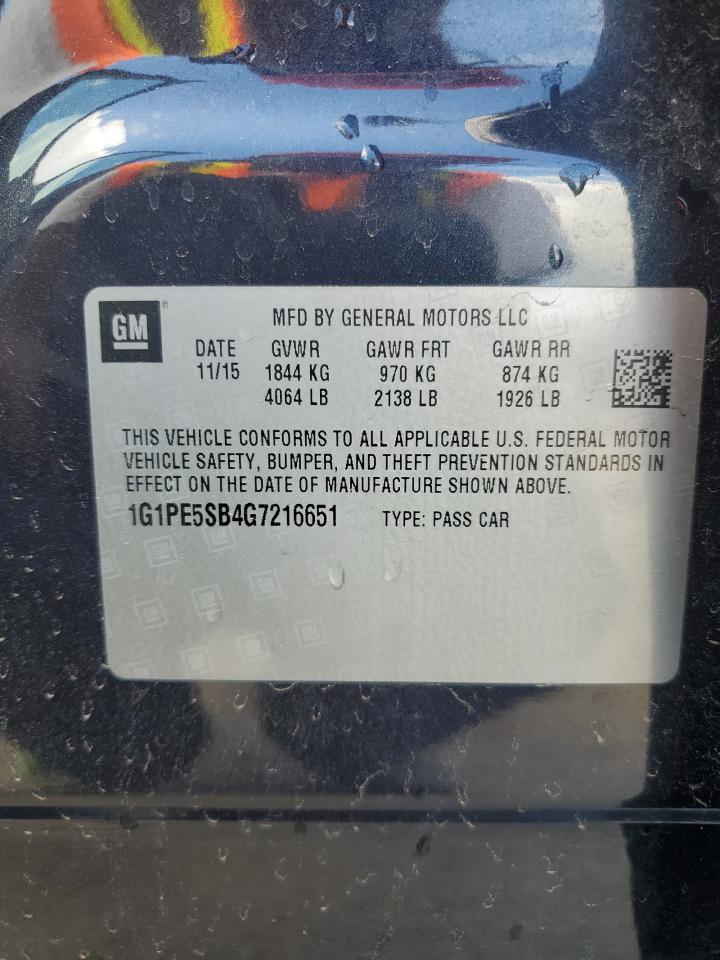 GM
®
MFD BY GENERAL MOTORS LLC
DATE GVWR GAWR FRT GAWR RR
11/15 1844 KG 970 KG 874 KG
4064 LB 2138 LB 1926 LB
THIS VEHICLE CONFORMS TO ALL APPLICABLE U.S. FEDERAL MOTOR
VEHICLE SAFETY, BUMPER, AND THEFT PREVENTION STANDARDS IN
EFFECT ON THE DATE OF MANUFACTURE SHOWN ABOVE.
1G1PE5SB4G7216651 TYPE: PASS CAR